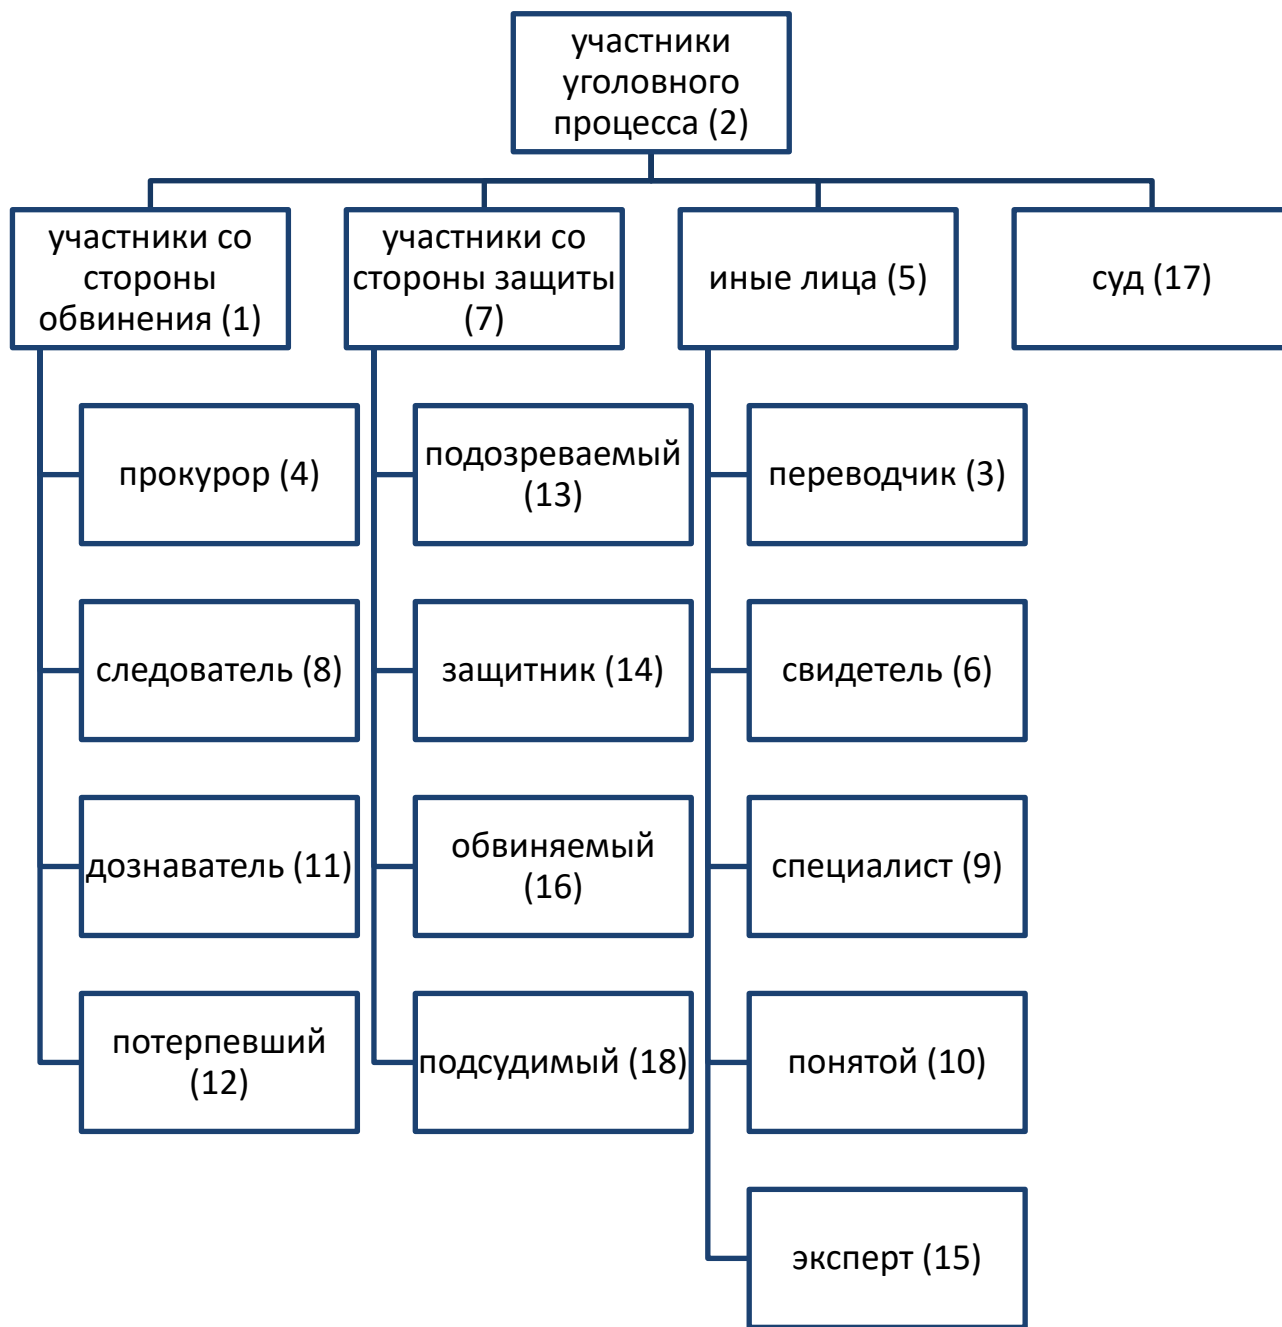 участники
уголовного
процесса (2)
участники со
стороны
обвинения (1)
участники со
стороны защиты
(7)
иные лица (5)
суд (17)
прокурор (4)
следователь (8)
дознаватель (11)
потерпевший
(12)
подозреваемый
(13)
защитник (14)
обвиняемый
(16)
подсудимый (18)
переводчик (3)
свидетель (6)
специалист (9)
понятой (10)
эксперт (15)